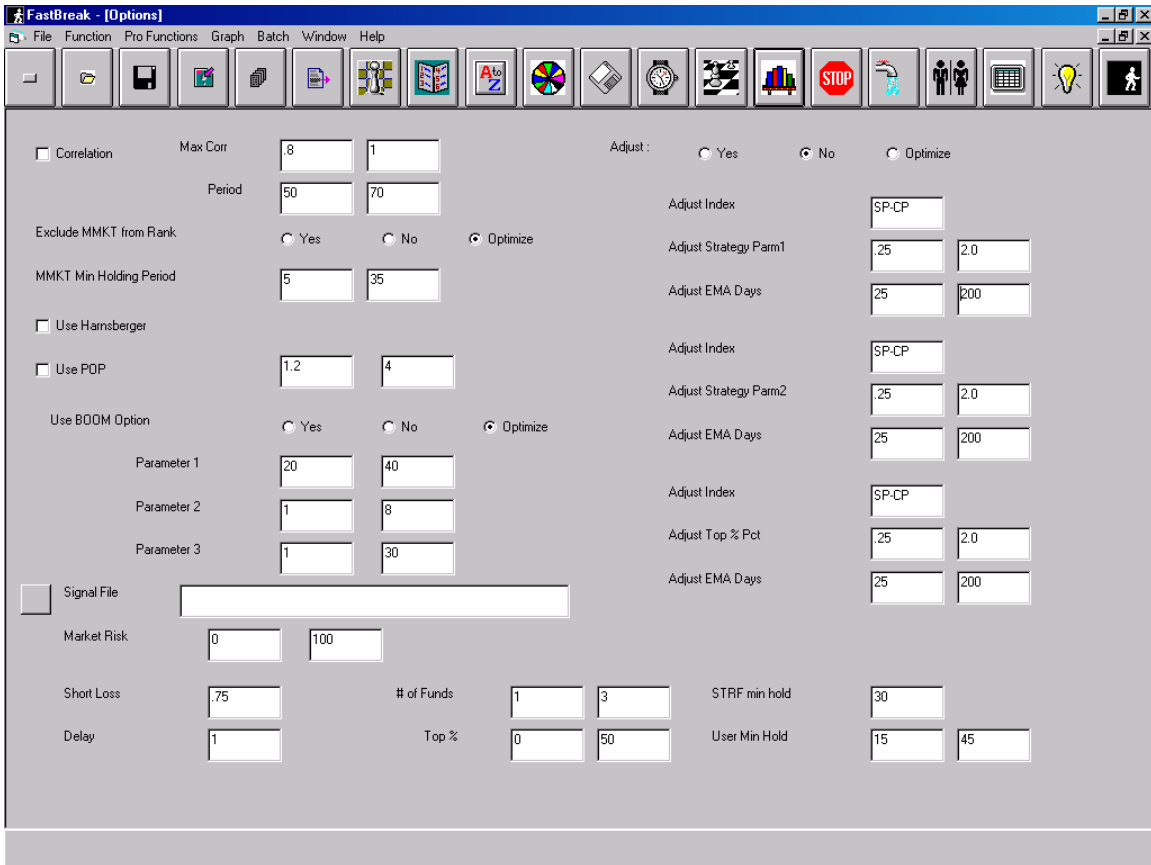 FastBreak - [Options]
File Function Pro Functions Graph Batch Window Help
A to Z STOP
Correlation Max Corr .8 1 Adjust : Yes No Optimize
Period 50 70
Adjust Index SP-CP
Exclude MMKT from Rank Yes No Optimize
Adjust Strategy Parm1 .25 2.0
MMKT Min Holding Period 5 35
Adjust EMA Days 25 200
Use Harnsberger
Adjust Index SP-CP
Use POP 1.2 4
Adjust Strategy Parm2 .25 2.0
Use BOOM Option Yes No Optimize
Adjust EMA Days 25 200
Parameter 1 20 40
Adjust Index SP-CP
Parameter 2 1 8
Adjust Top % Pct .25 2.0
Parameter 3 1 30
Adjust EMA Days 25 200
Signal File
Market Risk 0 100
Short Loss .75 # of Funds 1 3 STRF min hold 30
Delay 1 Top % 0 50 User Min Hold 15 45